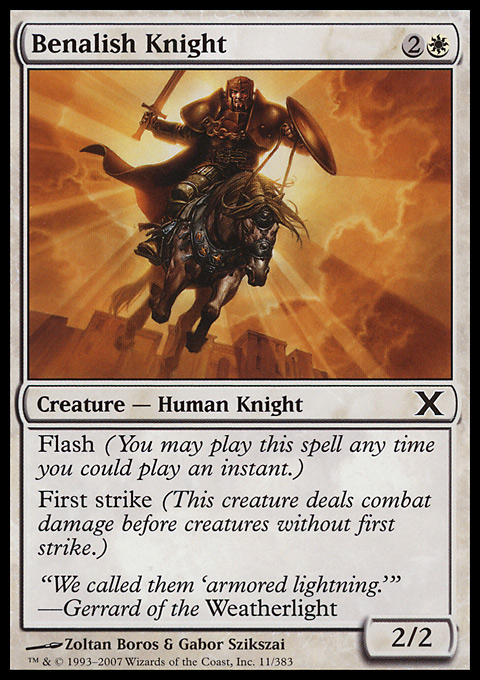 Benalish Knight 2
Creature — Human Knight X
Flash (You may play this spell any time
you could play an instant.)
First strike (This creature deals combat
damage before creatures without first
strike.)
“We called them ‘armored lightning.’”
—Gerrard of the Weatherlight
Zoltan Boros & Gabor Szikszai
2/2
™ & © 1993–2007 Wizards of the Coast, Inc. 11/383